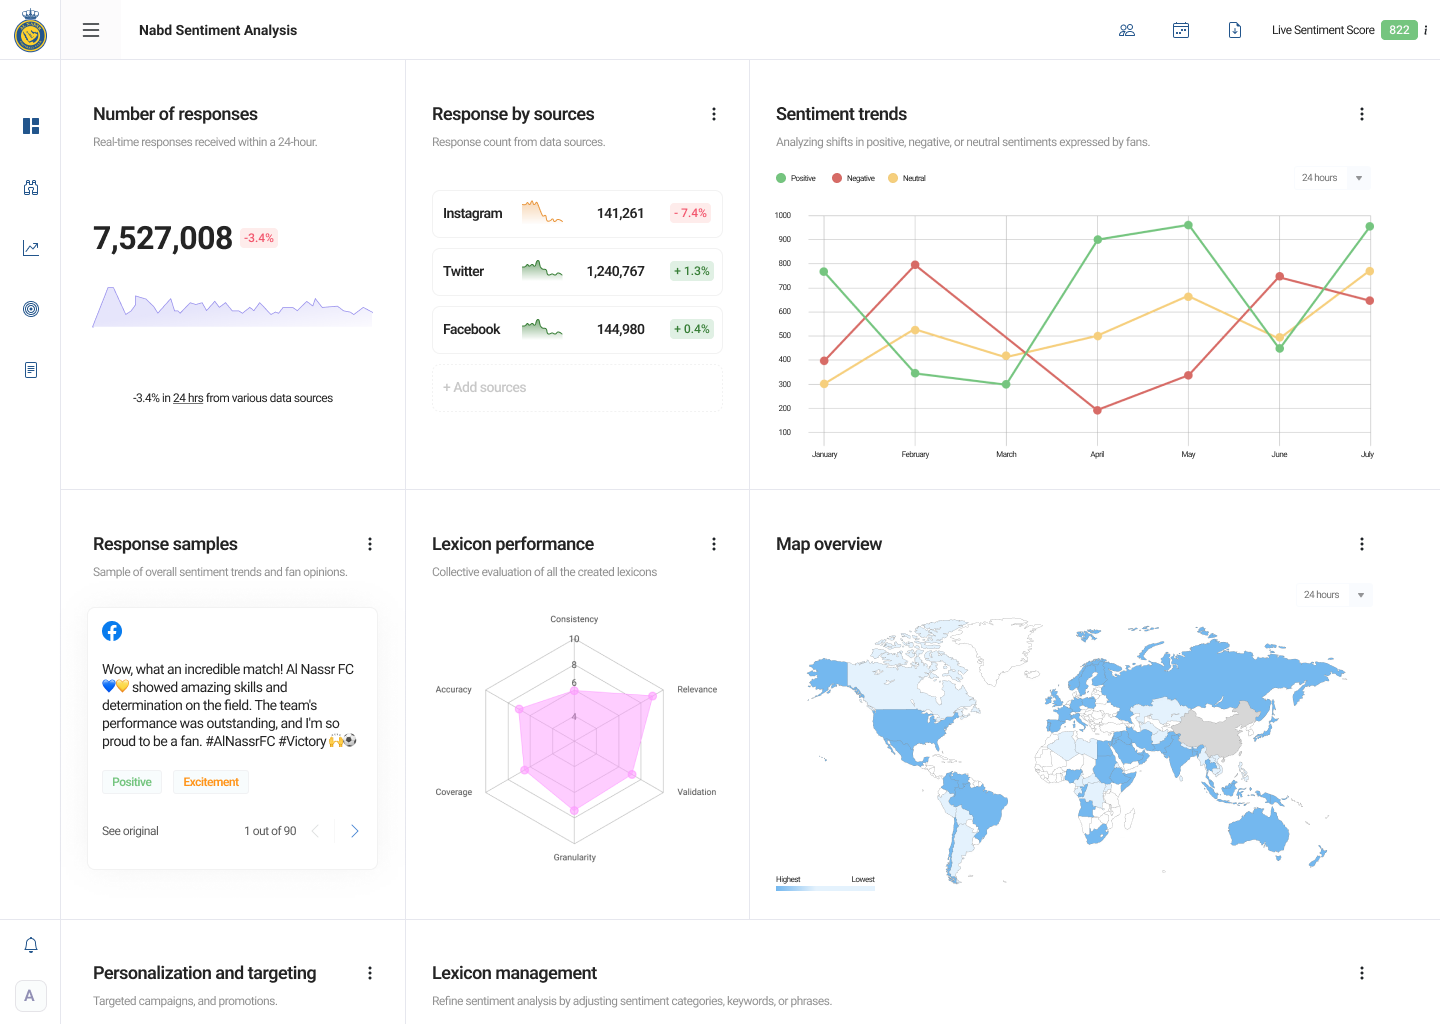 Nabd Sentiment Analysis
Live Sentiment Score 822 i
Number of responses
Real-time responses received within a 24-hour.
7,527,008 -3.4%
-3.4% in 24 hrs from various data sources
Response by sources
Response count from data sources.
Instagram 141,261 - 7.4%
Twitter 1,240,767 + 1.3%
Facebook 144,980 + 0.4%
+ Add sources
Sentiment trends
Analyzing shifts in positive, negative, or neutral sentiments expressed by fans.
Positive Negative Neutral
24 hours
1000
900
800
700
600
500
400
300
200
100
January February March April May June July
Response samples
Sample of overall sentiment trends and fan opinions.
Wow, what an incredible match! Al Nassr FC
💙💛 showed amazing skills and
determination on the field. The team's
performance was outstanding, and I'm so
proud to be a fan. #AlNassrFC #Victory 🙌⚽
Positive Excitement
See original 1 out of 90
Lexicon performance
Collective evaluation of all the created lexicons
Consistency
10
8
6
4
Accuracy Relevance
Coverage Validation
Granularity
Map overview
24 hours
Highest Lowest
A
Personalization and targeting
Targeted campaigns, and promotions.
Lexicon management
Refine sentiment analysis by adjusting sentiment categories, keywords, or phrases.